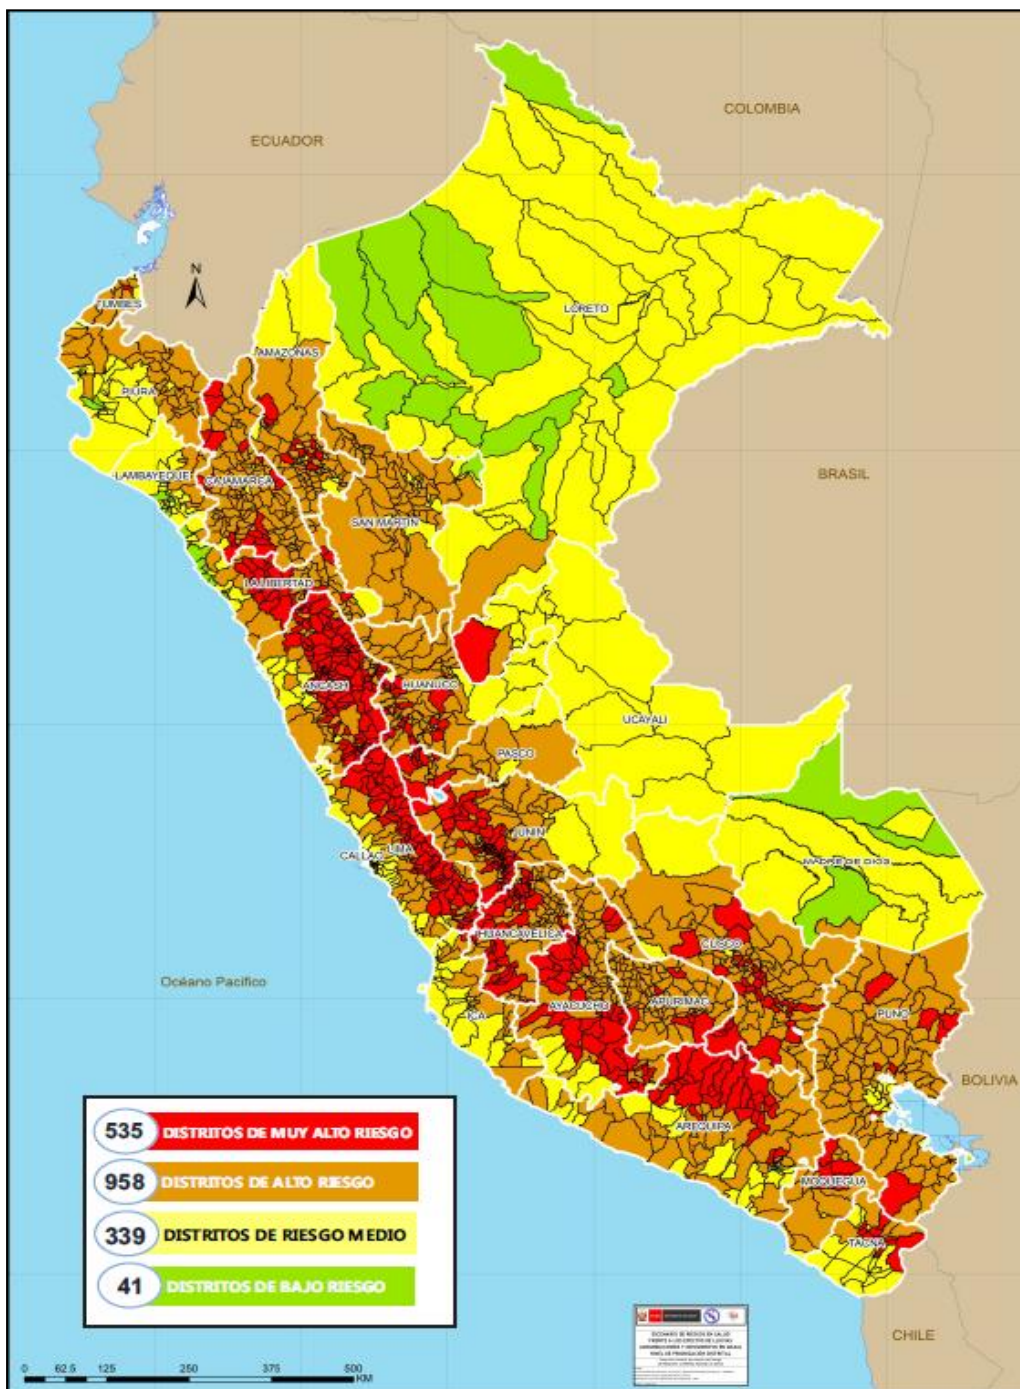 COLOMBIA
ECUADOR
N
LORETO
TUMBES
AMAZONAS
PIURA
BRASIL
LAMBAYEQUE
CAJAMARCA
SAN MARTIN
LA LIBERTAD
ANCASH
HUANUCO
UCAYALI
PASCO
JUNIN
CALLAO
LIMA
MADRE DE DIOS
HUANCAVELICA
CUSCO
Océano Pacífico
AYACUCHO
APURIMAC
ICA
PUNO
BOLIVIA
AREQUIPA
MOQUEGUA
TACNA
CHILE
535 DISTRITOS DE MUY ALTO RIESGO
958 DISTRITOS DE ALTO RIESGO
339 DISTRITOS DE RIESGO MEDIO
41 DISTRITOS DE BAJO RIESGO
0 62.5 125 250 375 500
KM